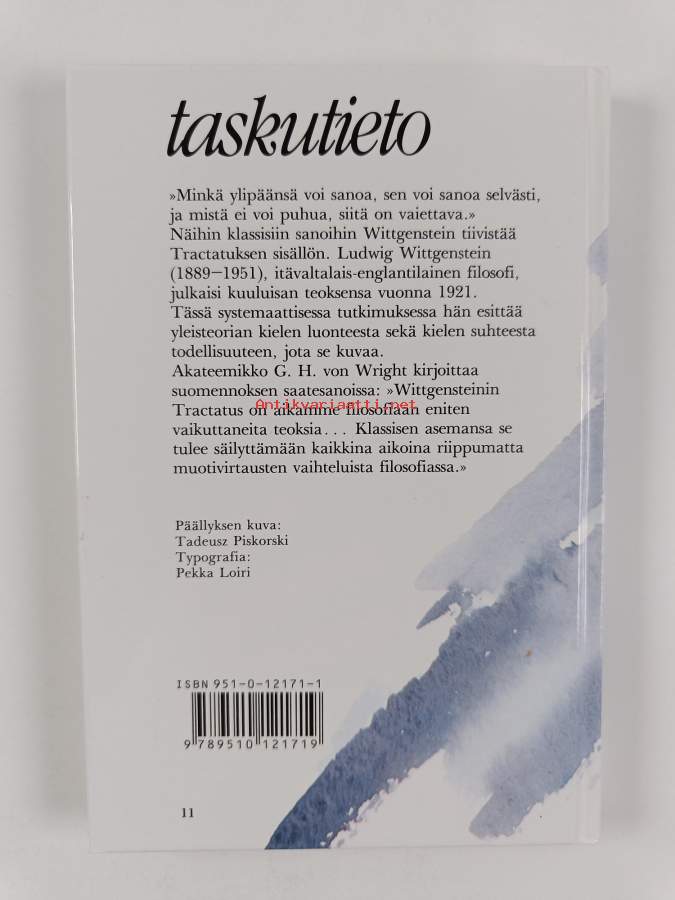 taskutieto
»Minkä ylipäänsä voi sanoa, sen voi sanoa selvästi,
ja mistä ei voi puhua, siitä on vaiettava.»
Näihin klassisiin sanoihin Wittgenstein tiivistää
Tractatuksen sisällön. Ludwig Wittgenstein
(1889—1951), itävaltalais-englantilainen filosofi,
julkaisi kuuluisan teoksensa vuonna 1921.
Tässä systemaattisessa tutkimuksessa hän esittää
yleisteorian kielen luonteesta sekä kielen suhteesta
todellisuuteen, jota se kuvaa.
Akateemikko G. H. von Wright kirjoittaa
suomennoksen saatesanoissa: »Wittgensteinin
Antikvariaatti.net
Tractatus on aikamme filosofiaan eniten
vaikuttaneita teoksia... Klassisen asemansa se
tulee säilyttämään kaikkina aikoina riippumatta
muotivirtausten vaihteluista filosofiassa.»
Päällyksen kuva:
Tadeusz Piskorski
Typografia:
Pekka Loiri
ISBN 951-0-12171-1
9 789510 121719
11